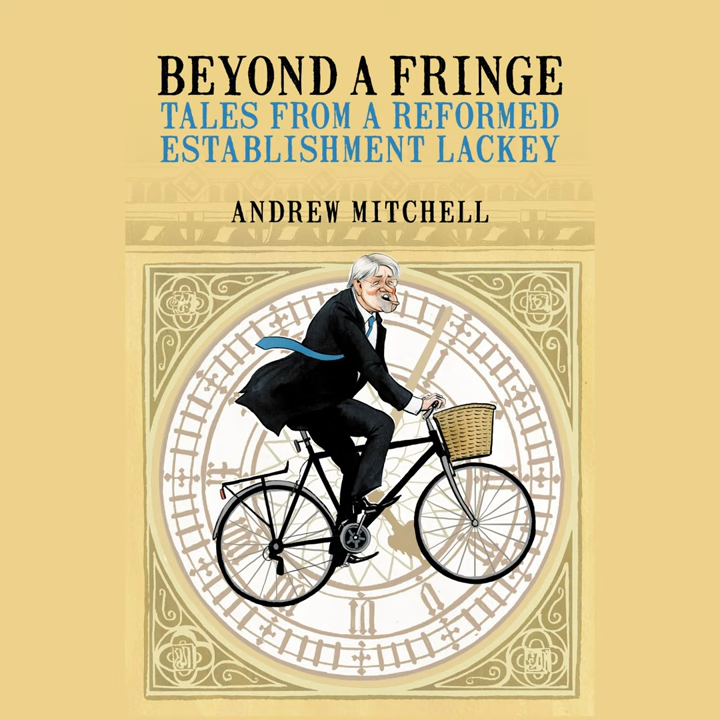 BEYOND A FRINGE
TALES FROM A REFORMED
ESTABLISHMENT LACKEY
ANDREW MITCHELL